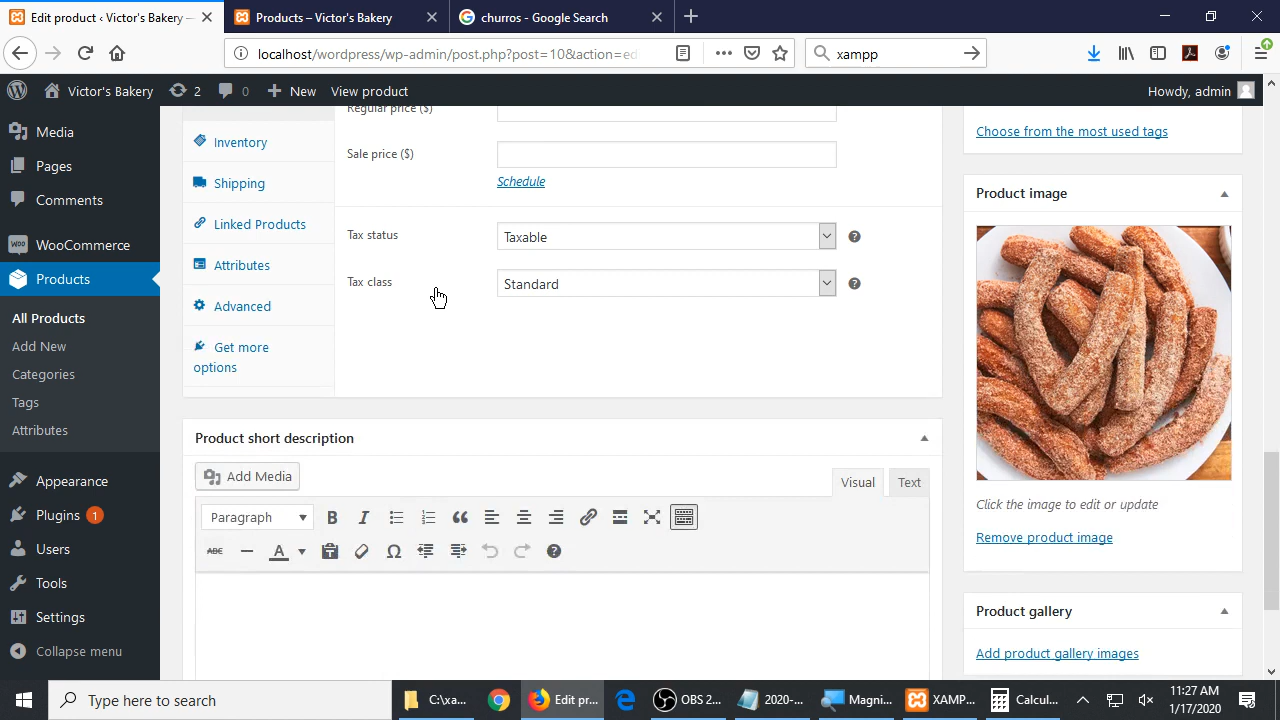 Edit product ‹ Victor's Bakery —
Products – Victor's Bakery
churros - Google Search
localhost/wordpress/wp-admin/post.php?post=10&action=ed
xampp
Victor's Bakery
2
0
New
View product
Howdy, admin
Media
Pages
Comments
WooCommerce
Products
All Products
Add New
Categories
Tags
Attributes
Appearance
Plugins 1
Users
Tools
Settings
Collapse menu
Inventory
Shipping
Linked Products
Attributes
Advanced
Get more
options
Regular price ($)
Sale price ($)
Schedule
Tax status
Taxable
Tax class
Standard
Product short description
Add Media
Visual
Text
Paragraph
B I
ABC A Ω
Choose from the most used tags
Product image
Click the image to edit or update
Remove product image
Product gallery
Add product gallery images
Type here to search
C:\xa...
Edit pr...
OBS 2...
2020-...
Magni...
XAMP...
Calcul...
11:27 AM
1/17/2020